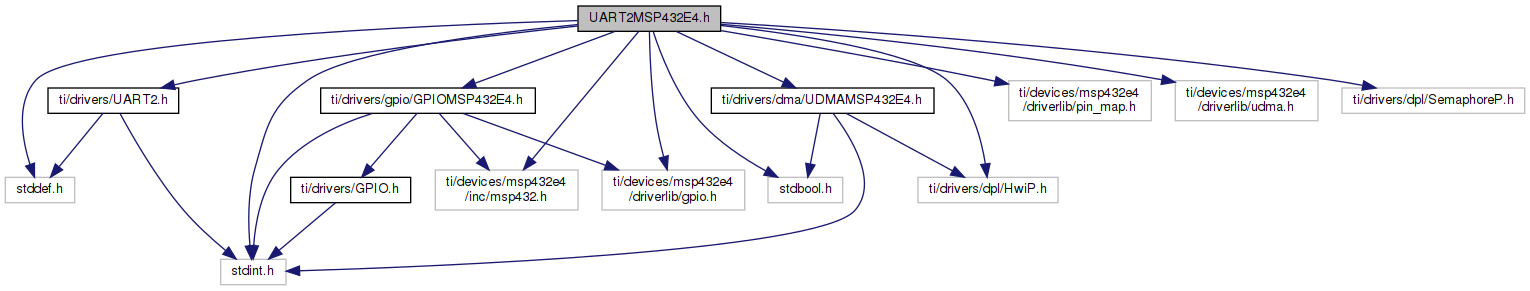 UART2MSP432E4.h
ti/drivers/UART2.h
ti/drivers/gpio/GPIOMSP432E4.h
ti/drivers/dma/UDMAMSP432E4.h
ti/devices/msp432e4
/driverlib/pin_map.h
ti/devices/msp432e4
/driverlib/udma.h
ti/drivers/dpl/SemaphoreP.h
stddef.h
ti/drivers/GPIO.h
ti/devices/msp432e4
/inc/msp432.h
ti/devices/msp432e4
/driverlib/gpio.h
stdbool.h
ti/drivers/dpl/HwiP.h
stdint.h